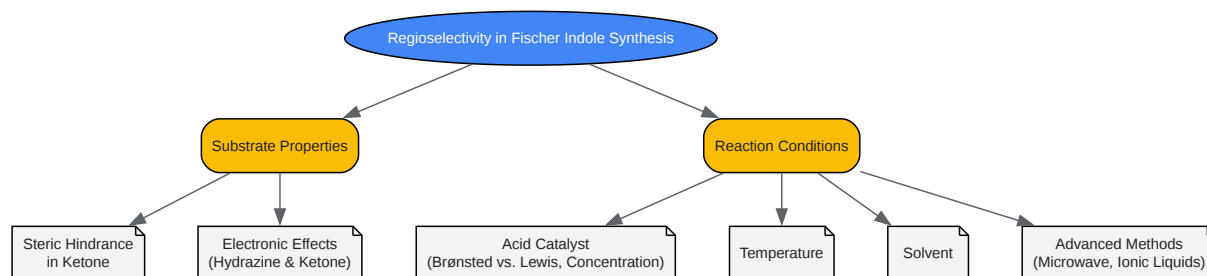 Regioselectivity in Fischer Indole Synthesis
Substrate Properties
Reaction Conditions
Steric Hindrance
in Ketone
Electronic Effects
(Hydrazine & Ketone)
Acid Catalyst
(Brønsted vs. Lewis, Concentration)
Temperature
Solvent
Advanced Methods
(Microwave, Ionic Liquids)